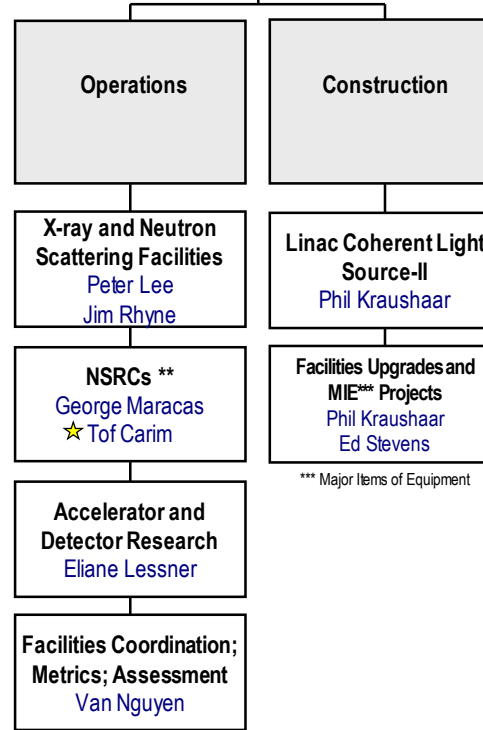 Operations
X-ray and Neutron
Scattering Facilities
Peter Lee
Jim Rhyne
NSRCs **
George Maracas
Tof Carim
Accelerator and
Detector Research
Eliane Lessner
Facilities Coordination;
Metrics; Assessment
Van Nguyen
Construction
Linac Coherent Light
Source-II
Phil Kraushaar
Facilities Upgrades and
MIE*** Projects
Phil Kraushaar
Ed Stevens
*** Major Items of Equipment